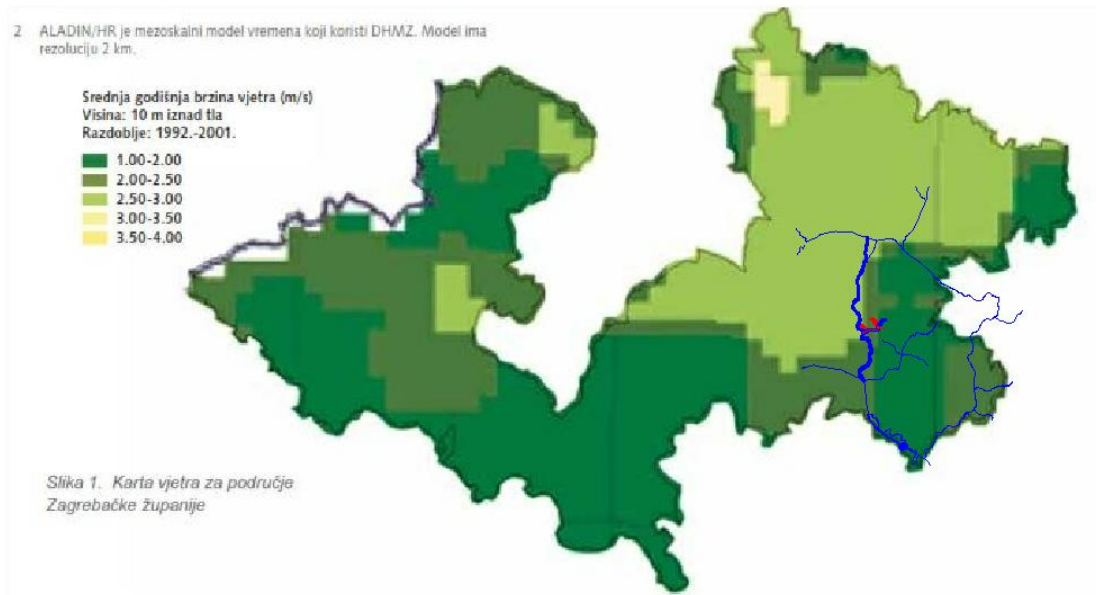 2 ALADIN/HR je mezoskalni model vremena koji koristi DHMZ. Model ima
rezoluciju 2 km.
Srednja godišnja brzina vjetra (m/s)
Visina: 10 m iznad tla
Razdoblje: 1992.-2001.
1.00-2.00
2.00-2.50
2.50-3.00
3.00-3.50
3.50-4.00
Slika 1. Karta vjetra za područje
Zagrebačke županije